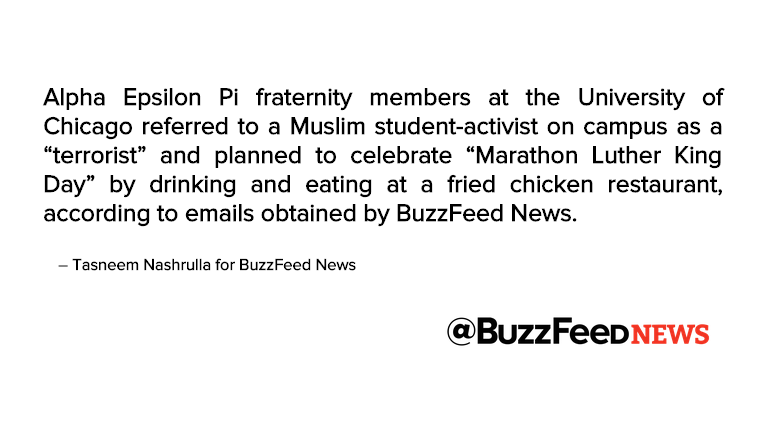 Alpha Epsilon Pi fraternity members at the University of
Chicago referred to a Muslim student-activist on campus as a
“terrorist” and planned to celebrate “Marathon Luther King
Day” by drinking and eating at a fried chicken restaurant,
according to emails obtained by BuzzFeed News.
– Tasneem Nashrulla for BuzzFeed News
@BuzzFeedNEWS